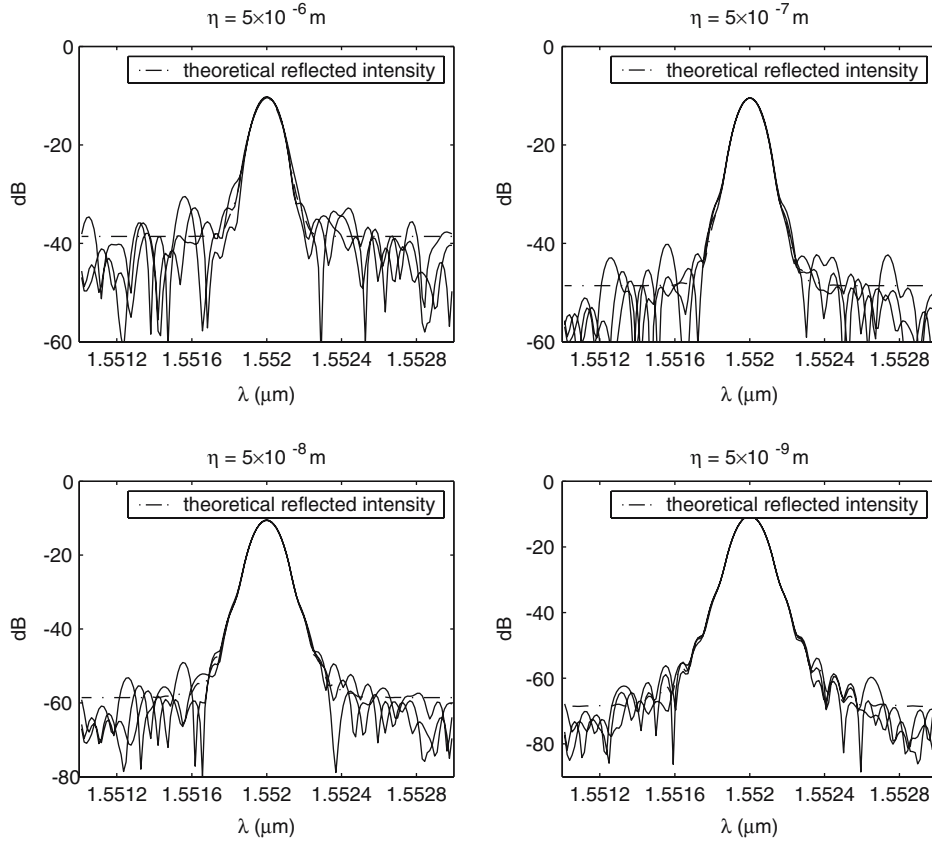 η = 5×10 -6 m
0
-20
-40
-60
dB
theoretical reflected intensity
1.5512 1.5516 1.552 1.5524 1.5528
λ (μm)
η = 5×10 -7 m
0
-20
-40
-60
dB
theoretical reflected intensity
1.5512 1.5516 1.552 1.5524 1.5528
λ (μm)
η = 5×10 -8 m
0
-20
-40
-60
-80
dB
theoretical reflected intensity
1.5512 1.5516 1.552 1.5524 1.5528
λ (μm)
η = 5×10 -9 m
0
-20
-40
-60
-80
dB
theoretical reflected intensity
1.5512 1.5516 1.552 1.5524 1.5528
λ (μm)